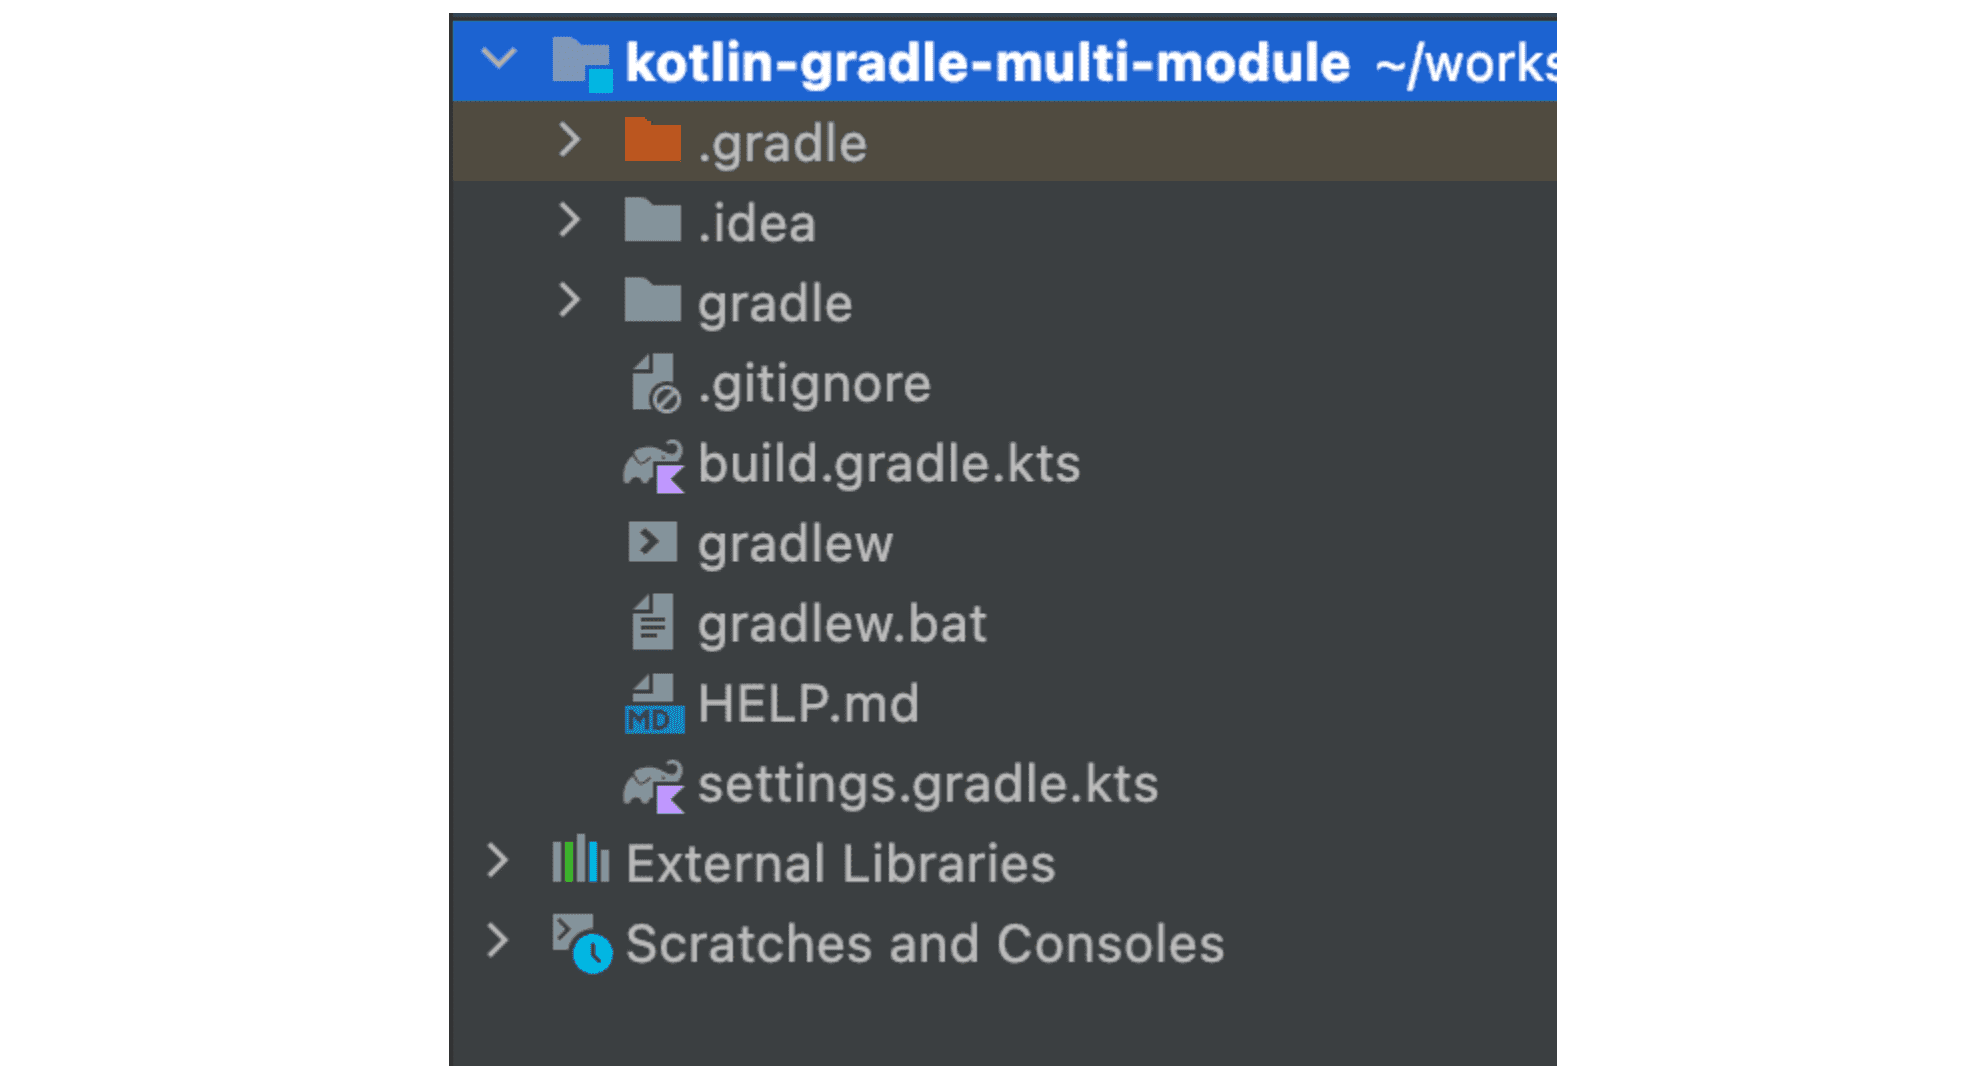 kotlin-gradle-multi-module ~/works
.gradle
.idea
gradle
.gitignore
build.gradle.kts
gradlew
gradlew.bat
MD HELP.md
settings.gradle.kts
External Libraries
Scratches and Consoles